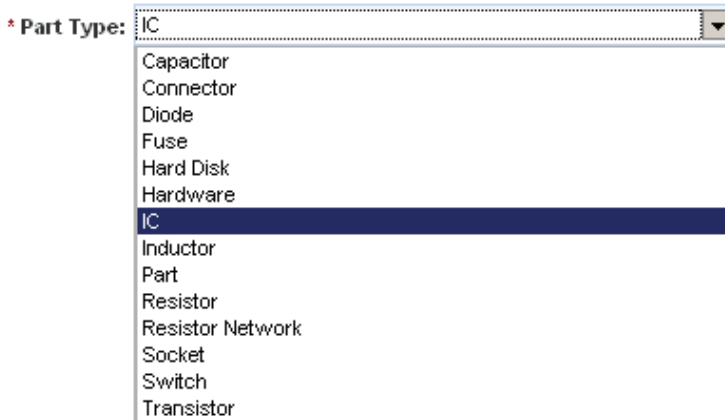 * Part Type: IC
Capacitor
Connector
Diode
Fuse
Hard Disk
Hardware
IC
Inductor
Part
Resistor
Resistor Network
Socket
Switch
Transistor